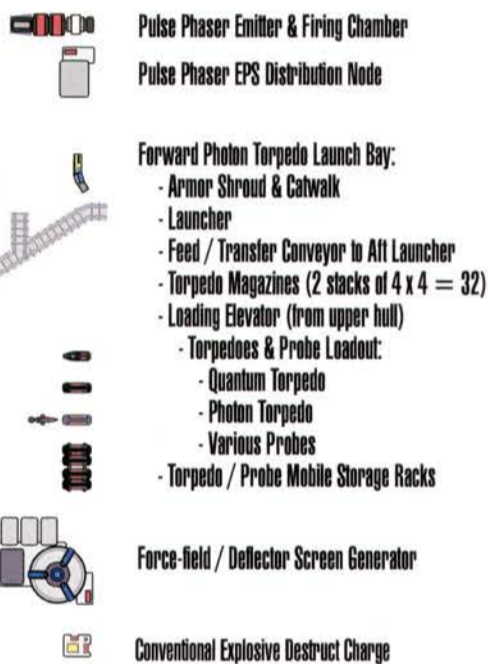 Pulse Phaser Emitter & Firing Chamber
Pulse Phaser EPS Distribution Node
Forward Photon Torpedo Launch Bay:
- Armor Shroud & Catwalk
- Launcher
- Feed / Transfer Conveyor to Aft Launcher
- Torpedo Magazines (2 stacks of 4 x 4 = 32)
- Loading Elevator (from upper hull)
- Torpedoes & Probe Loadout:
- Quantum Torpedo
- Photon Torpedo
- Various Probes
- Torpedo / Probe Mobile Storage Racks
Force-field / Deflector Screen Generator
Conventional Explosive Destruct Charge